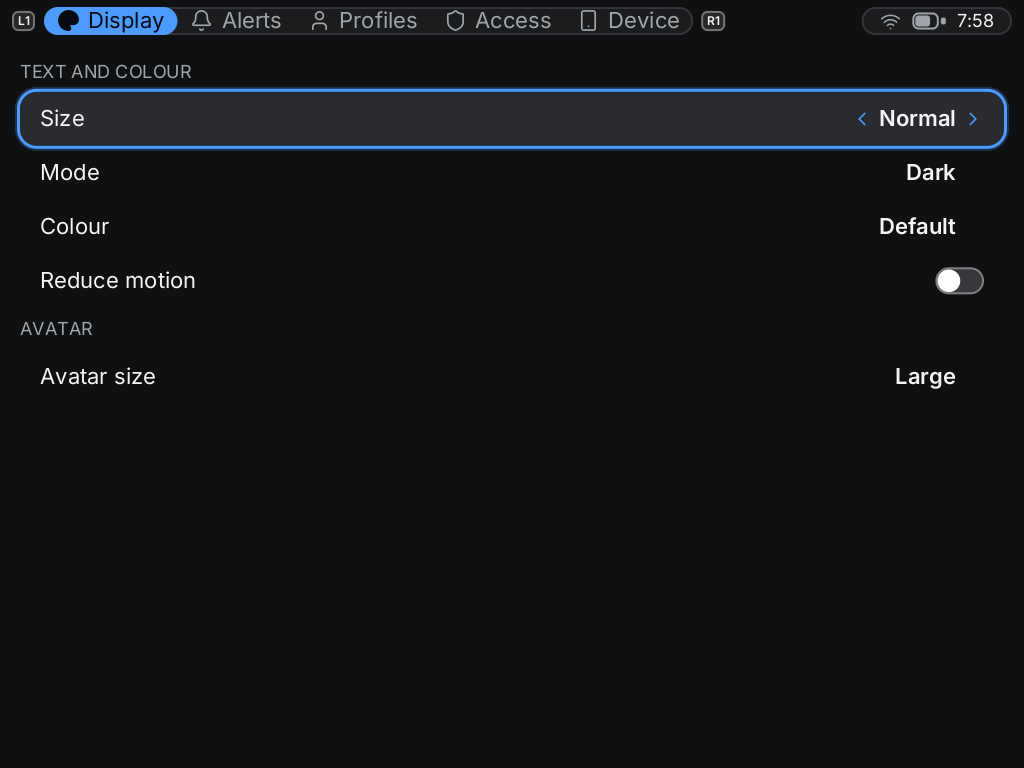 L1 Display Alerts Profiles Access Device R1 7:58
TEXT AND COLOUR
Size Normal
Mode Dark
Colour Default
Reduce motion
AVATAR
Avatar size Large